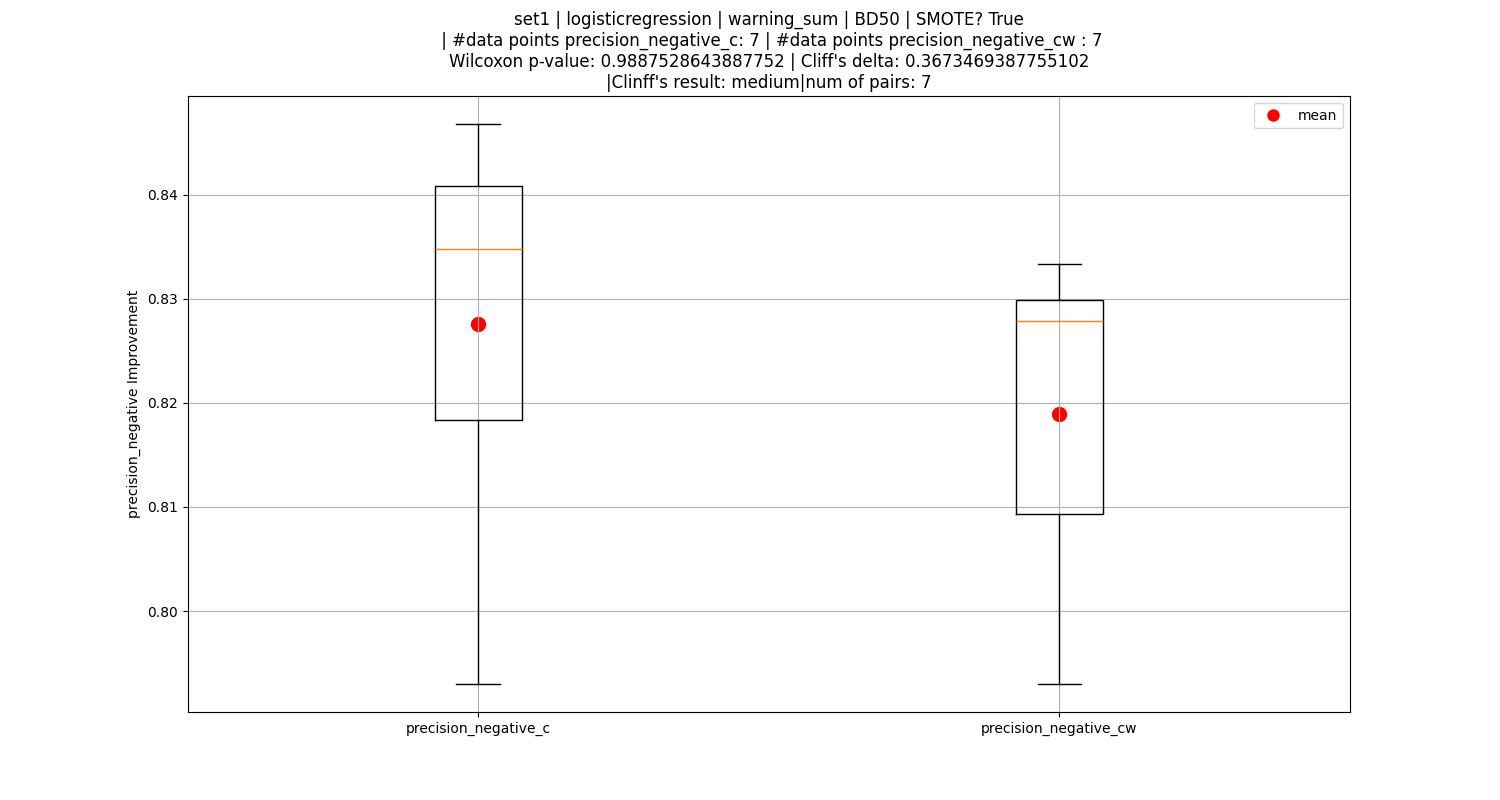 set1 | logisticregression | warning_sum | BD50 | SMOTE? True
| #data points precision_negative_c: 7 | #data points precision_negative_cw : 7
Wilcoxon p-value: 0.9887528643887752 | Cliff's delta: 0.3673469387755102
|Clinff's result: medium|num of pairs: 7
mean
precision_negative Improvement
0.84
0.83
0.82
0.81
0.80
precision_negative_c
precision_negative_cw